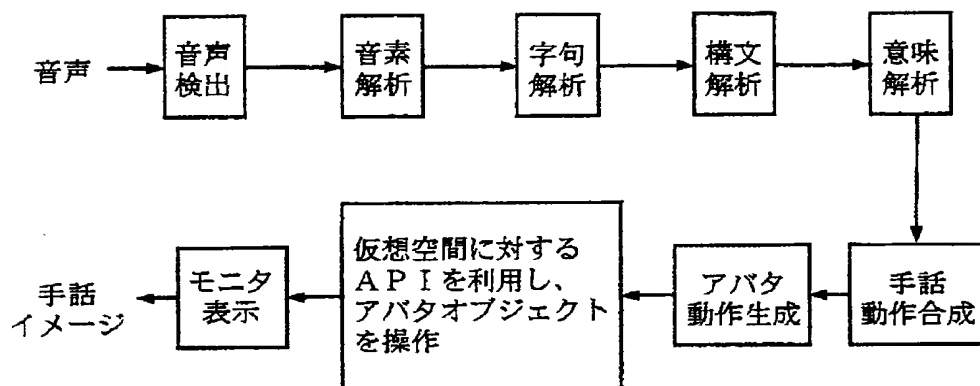 音声
音声
検出
音素
解析
字句
解析
構文
解析
意味
解析
手話
動作合成
アバタ
動作生成
仮想空間に対する
ＡＰＩを利用し、
アバタオブジェクト
を操作
モニタ
表示
手話
イメージ